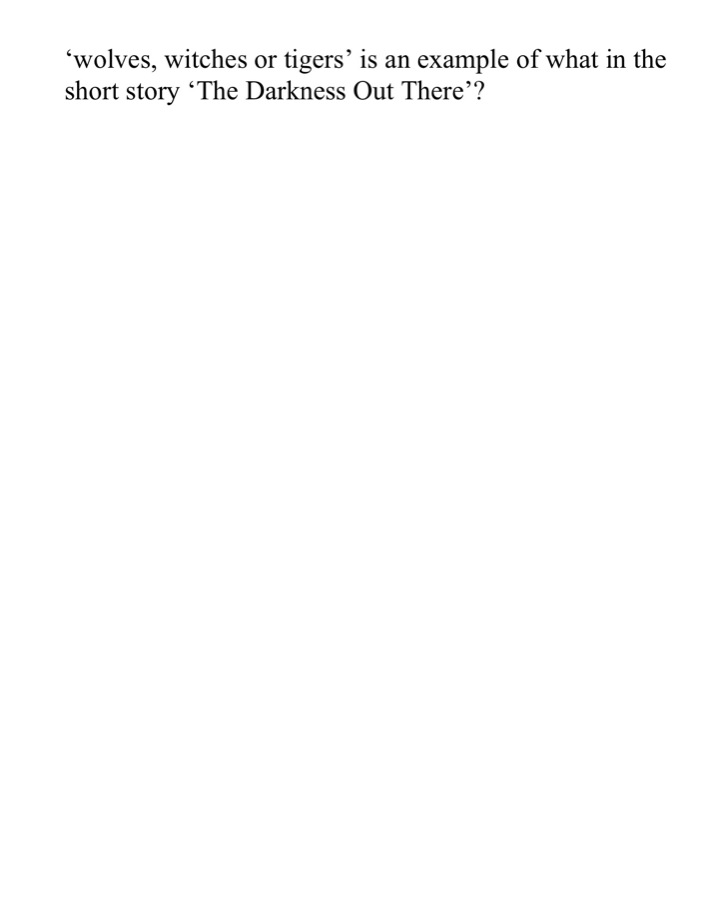 ‘wolves, witches or tigers’ is an example of what in the
short story ‘The Darkness Out There’?